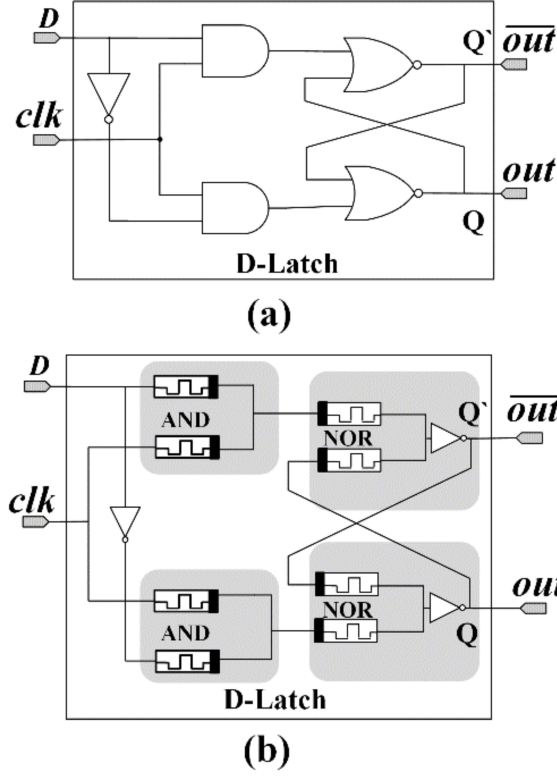 D
clk
Q`
out
out
Q
D-Latch
(a)
D
clk
AND
NOR
Q`
out
AND
NOR
out
Q
D-Latch
(b)